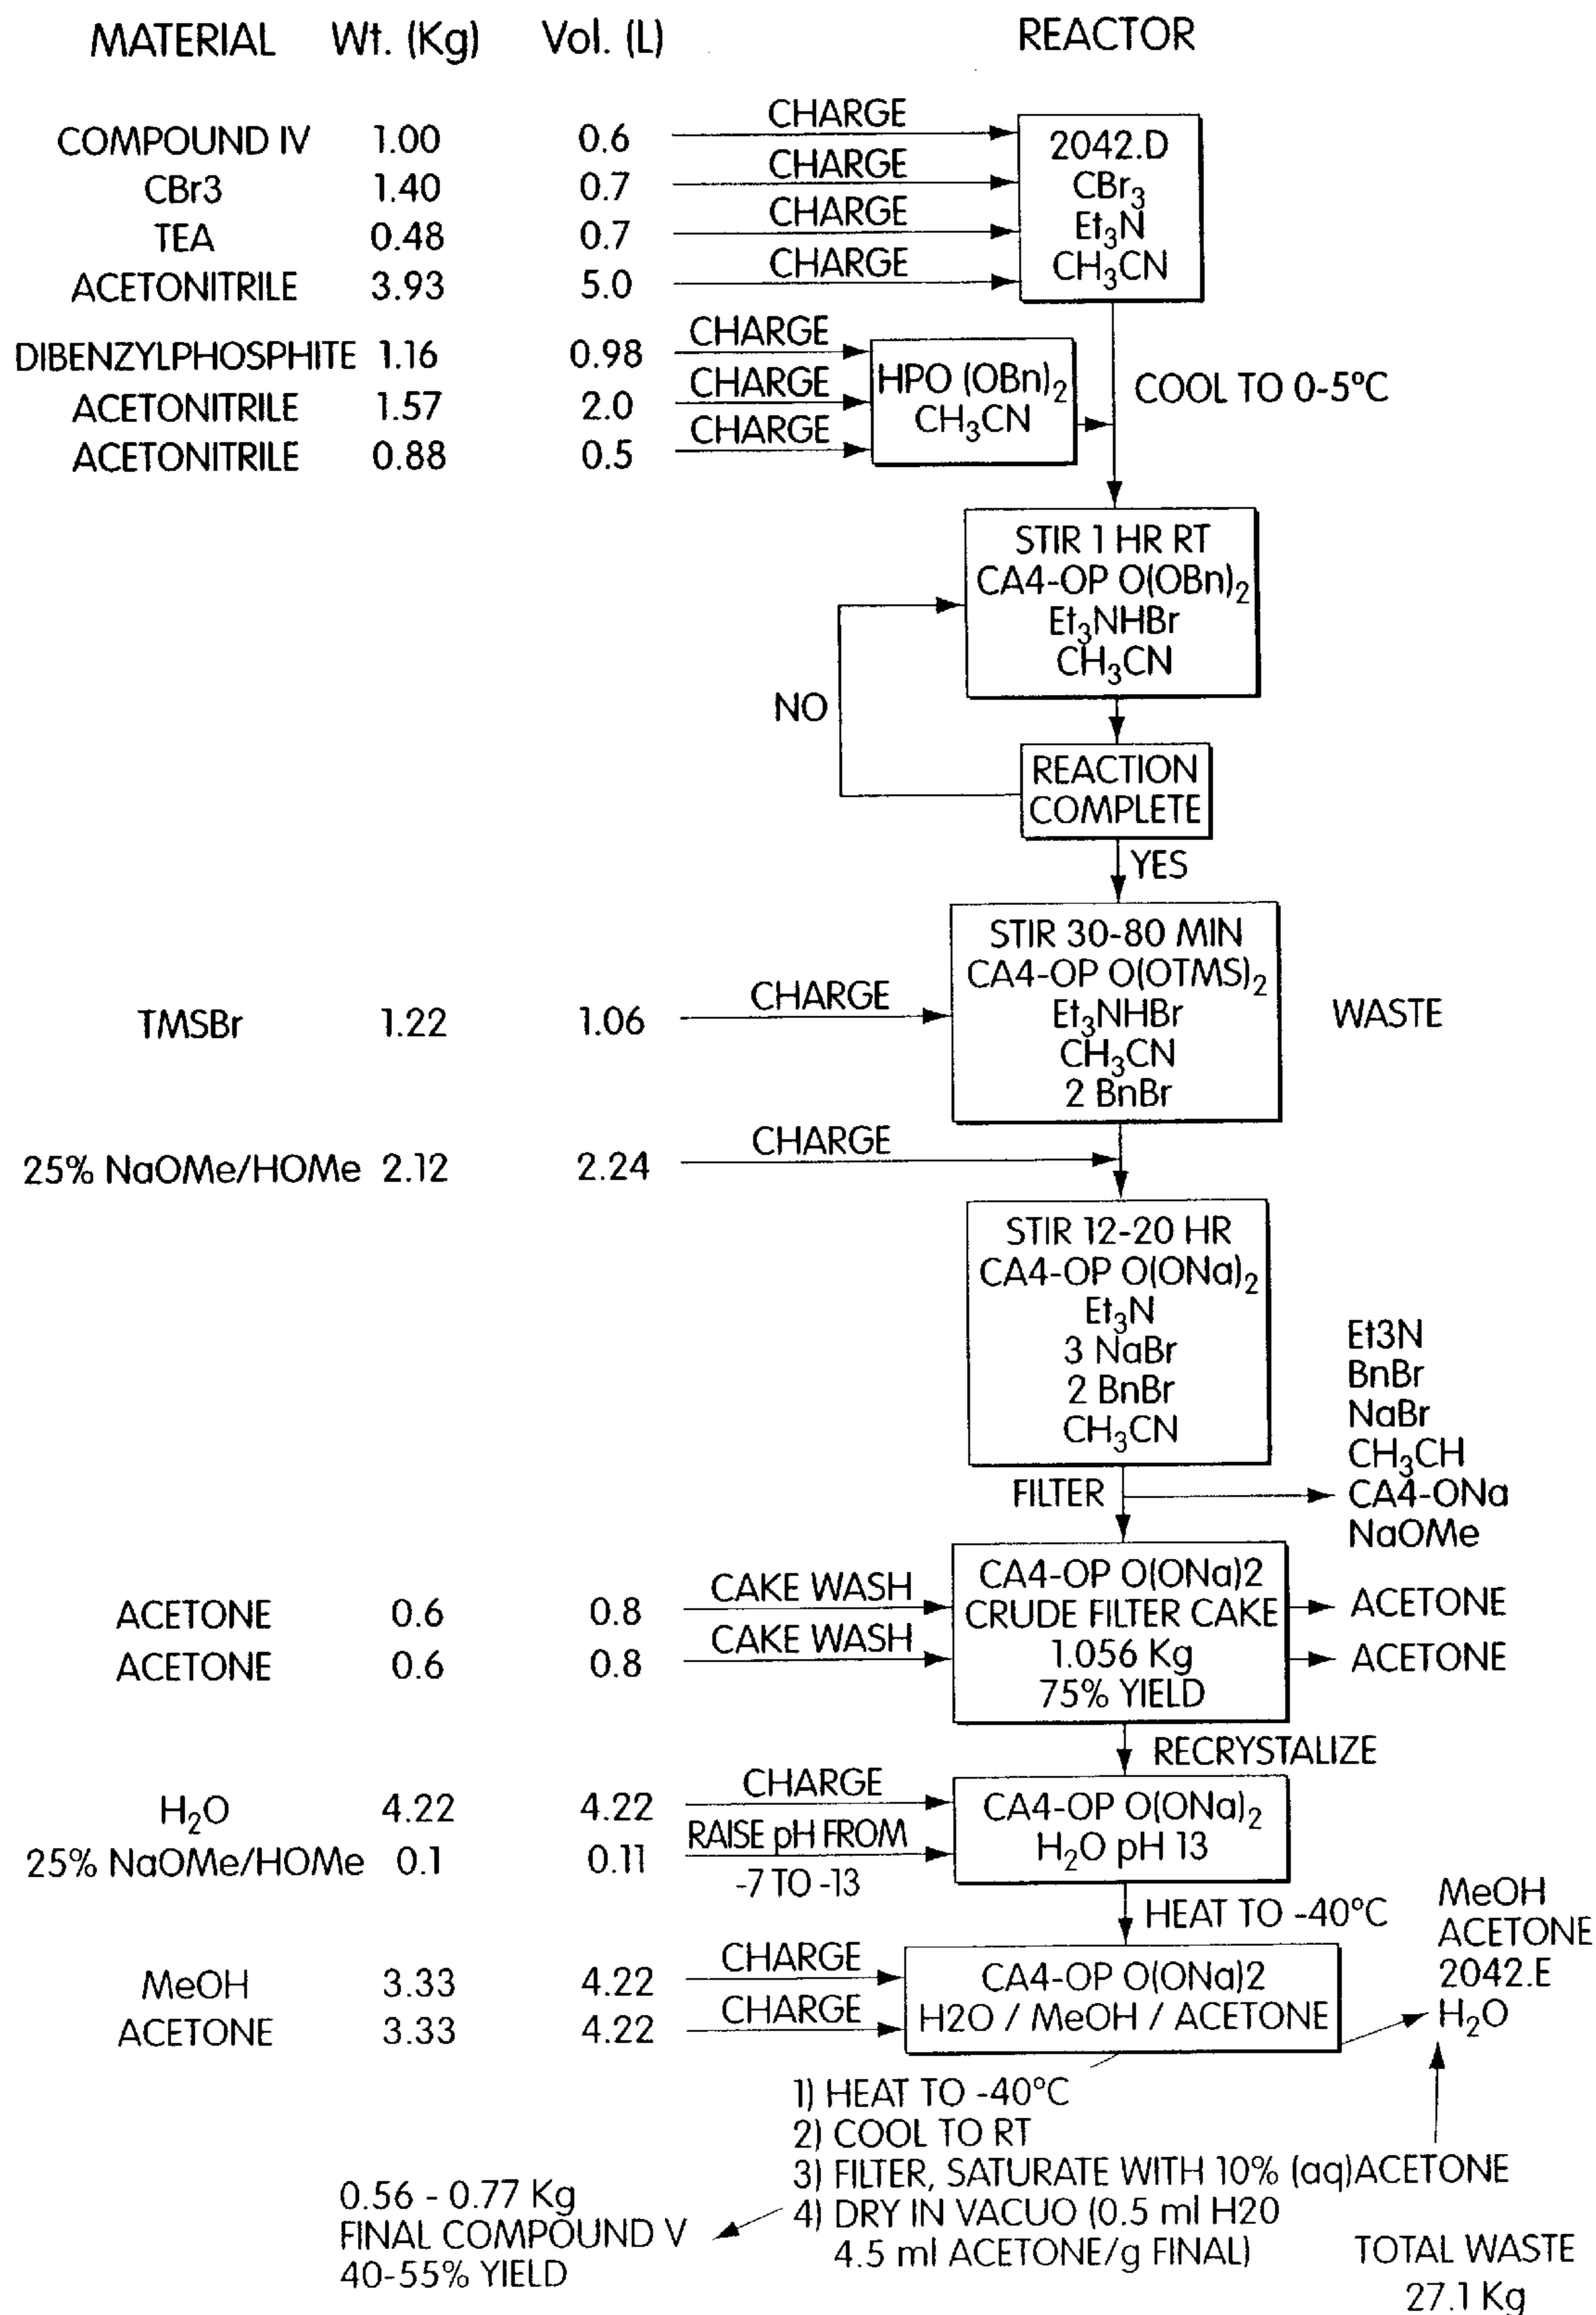 MATERIAL Wt. (Kg) Vol. (L) REACTOR
COMPOUND IV 1.00 0.6 CHARGE
CBr3 1.40 0.7 CHARGE
TEA 0.48 0.7 CHARGE
ACETONITRILE 3.93 5.0 CHARGE
2042.D
CBr₃
Et₃N
CH₃CN
DIBENZYLPHOSPHITE 1.16 0.98 CHARGE
ACETONITRILE 1.57 2.0 CHARGE
ACETONITRILE 0.88 0.5 CHARGE
HPO (OBn)₂
CH₃CN
COOL TO 0-5°C
STIR 1 HR RT
CA4-OP O(OBn)₂
Et₃NHBr
CH₃CN
NO
REACTION
COMPLETE
YES
TMSBr 1.22 1.06 CHARGE
STIR 30-80 MIN
CA4-OP O(OTMS)₂
Et₃NHBr
CH₃CN
2 BnBr
WASTE
25% NaOMe/HOMe 2.12 2.24 CHARGE
STIR 12-20 HR
CA4-OP O(ONa)₂
Et₃N
3 NaBr
2 BnBr
CH₃CN
FILTER
Et3N
BnBr
NaBr
CH₃CH
CA4-ONa
NaOMe
ACETONE 0.6 0.8 CAKE WASH
ACETONE 0.6 0.8 CAKE WASH
CA4-OP O(ONa)2
CRUDE FILTER CAKE
1.056 Kg
75% YIELD
ACETONE
ACETONE
RECRYSTALIZE
H₂O 4.22 4.22 CHARGE
25% NaOMe/HOMe 0.1 0.11 RAISE pH FROM
-7 TO -13
CA4-OP O(ONa)₂
H₂O pH 13
HEAT TO -40°C
MeOH 3.33 4.22 CHARGE
ACETONE 3.33 4.22 CHARGE
CA4-OP O(ONa)2
H2O / MeOH / ACETONE
MeOH
ACETONE
2042.E
H₂O
1) HEAT TO -40°C
2) COOL TO RT
3) FILTER, SATURATE WITH 10% (aq)ACETONE
4) DRY IN VACUO (0.5 ml H20
4.5 ml ACETONE/g FINAL)
0.56 - 0.77 Kg
FINAL COMPOUND V
40-55% YIELD
TOTAL WASTE
27.1 Kg